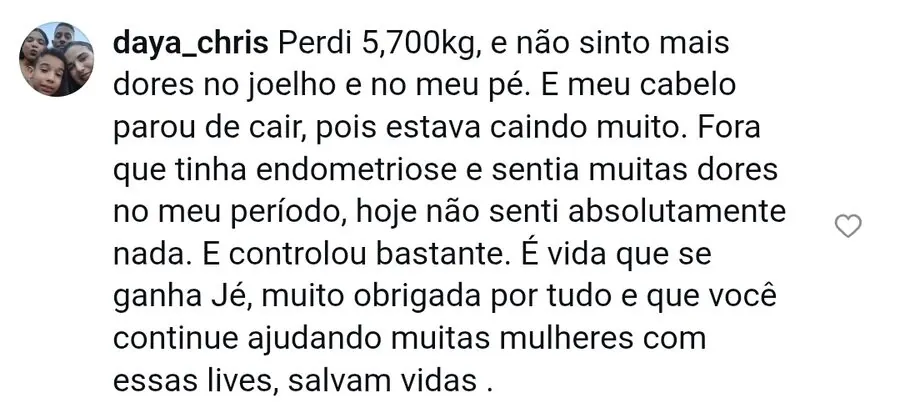 daya_chris Perdi 5,700kg, e não sinto mais
dores no joelho e no meu pé. E meu cabelo
parou de cair, pois estava caindo muito. Fora
que tinha endometriose e sentia muitas dores
no meu período, hoje não senti absolutamente
nada. E controlou bastante. É vida que se
ganha Jé, muito obrigada por tudo e que você
continue ajudando muitas mulheres com
essas lives, salvam vidas .